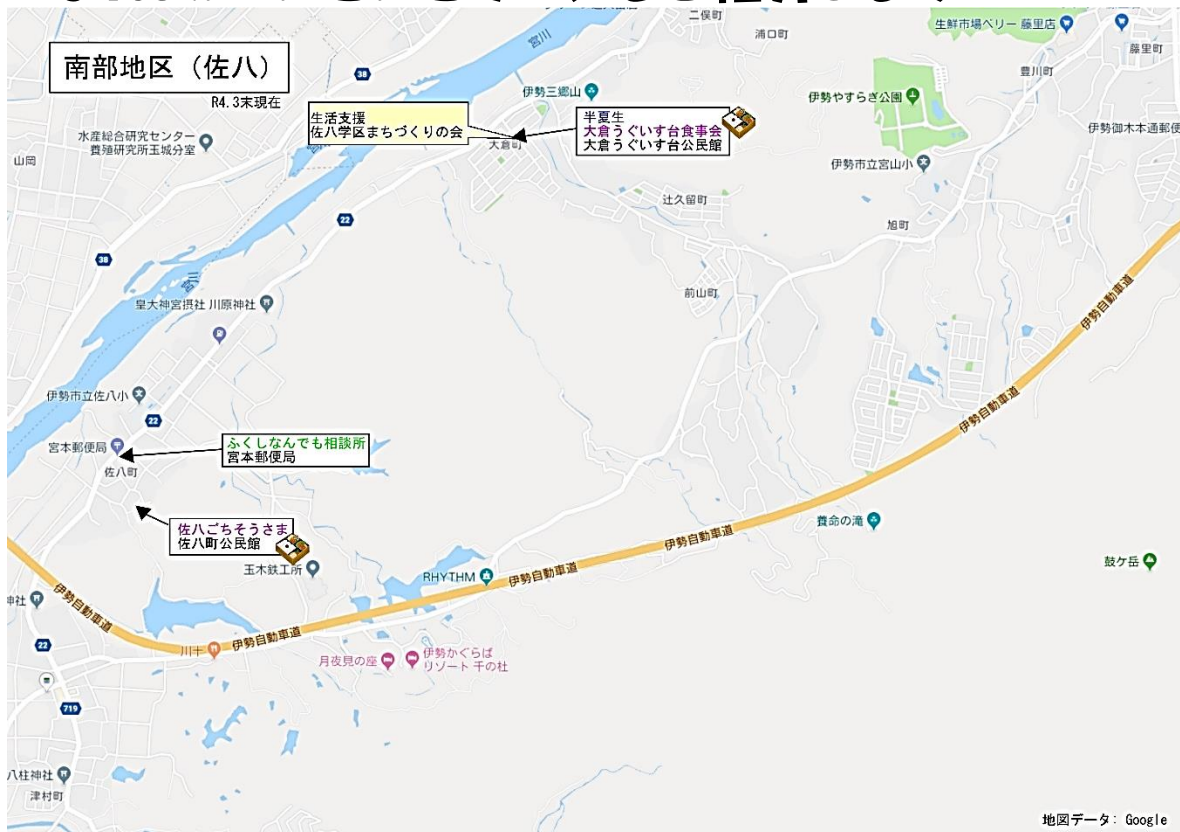 南部地区（佐八）
R4.3末現在
二俣町
浦口町
生鮮市場ベリー 藤里店
藤里町
豊川町
宮川
38
伊勢三郷山
伊勢やすらぎ公園
生活支援
佐八学区まちづくりの会
半夏生
大倉うぐいす台食事会
大倉うぐいす台公民館
水産総合研究センター
養殖研究所玉城分室
山岡
大倉町
伊勢御木本通郵便
伊勢市立宮山小
辻久留町
旭町
22
38
宮川
前山町
皇大神宮摂社 川原神社
伊勢自動車道
伊勢市立佐八小
22
伊勢自動車道
宮本郵便局
佐八町
ふくしなんでも相談所
宮本郵便局
佐八ごちそうさま
佐八町公民館
養命の滝
伊勢自動車道
玉木鉄工所
RHYTHM
伊勢自動車道
鼓ケ岳
神社
伊勢自動車道
22
川十
伊勢自動車道
月夜見の座
伊勢かぐらば
リゾート 千の杜
719
八柱神社
津村町
地図データ: Google